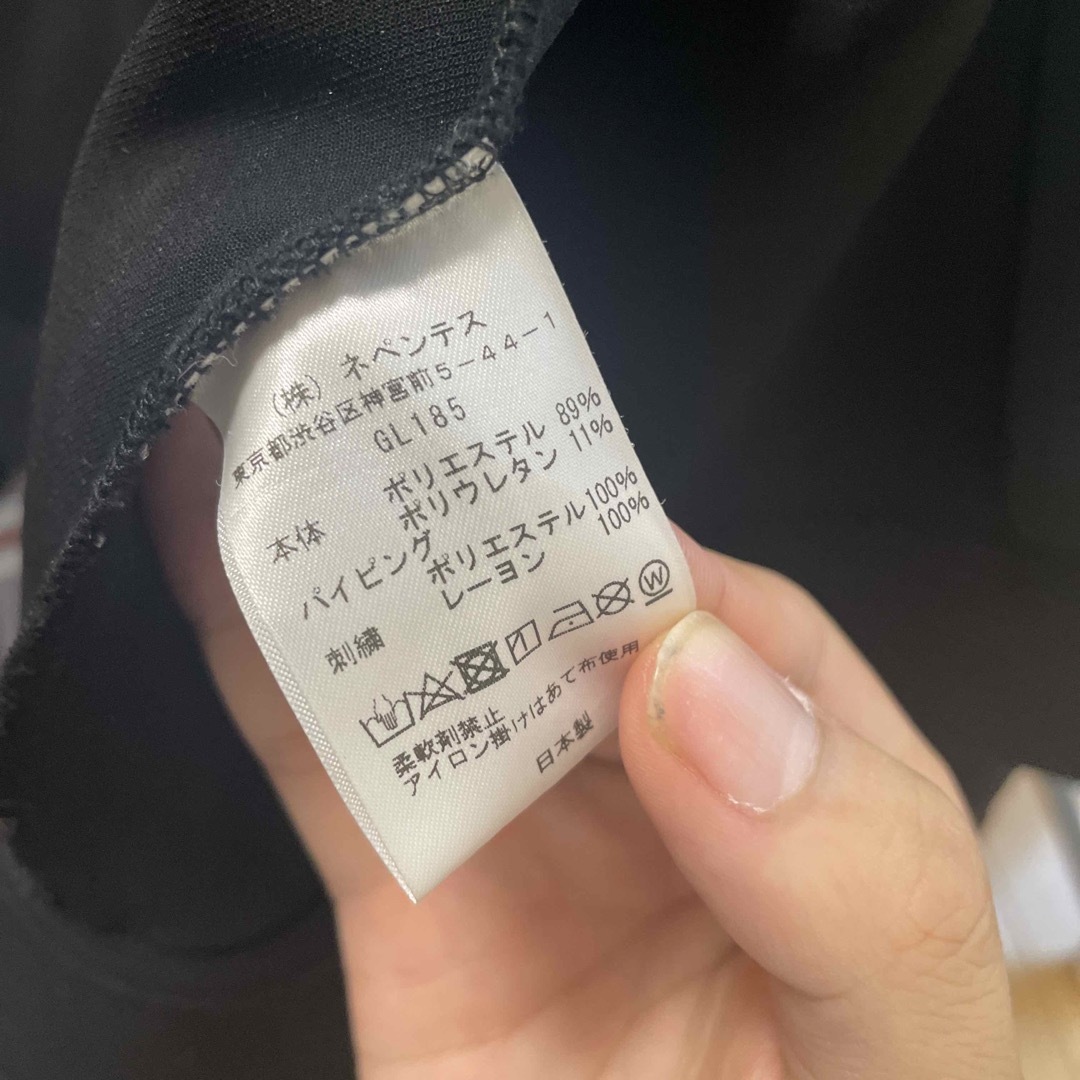 (株) ネペンテス
東京都渋谷区神宮前5-44-1
GL185
本体 ポリエステル 89%
ポリウレタン 11%
パイピング ポリエステル100%
刺繍 レーヨン 100%
W
柔軟剤禁止
アイロン掛けはあて布使用
日本製